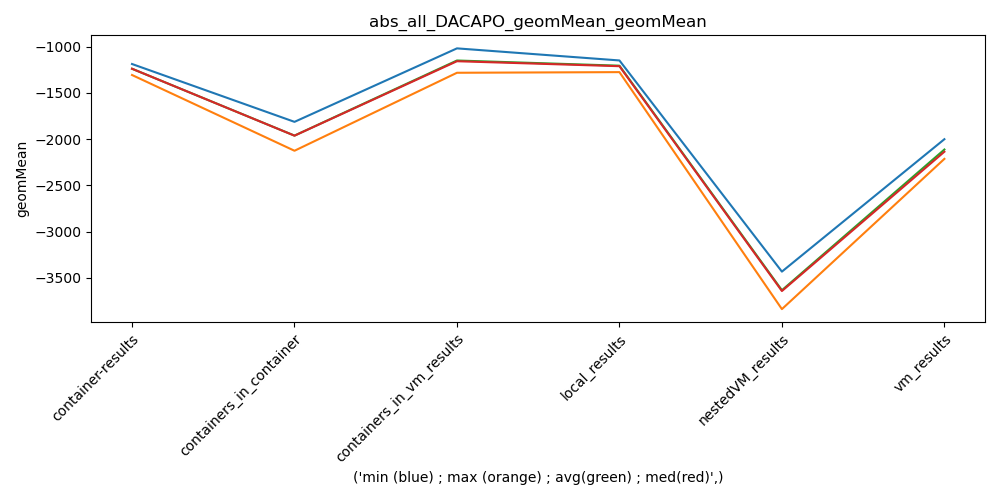 abs_all_DACAPO_geomMean_geomMean
geomMean
−1000
−1500
−2000
−2500
−3000
−3500
container-results
containers_in_container
containers_in_vm_results
local_results
nestedVM_results
vm_results
('min (blue) ; max (orange) ; avg(green) ; med(red)',)